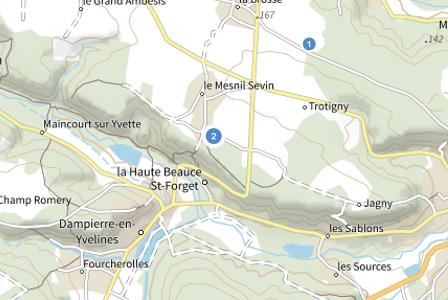 le Grand Ambésis
la Brosse
.167
1
.142
le Mesnil Sevin
Trotigny
Maincourt sur Yvette
2
la Haute Beauce
St-Forget
Champ Romery
Jagny
Dampierre-en-
Yvelines
les Sablons
Fourcherolles
les Sources